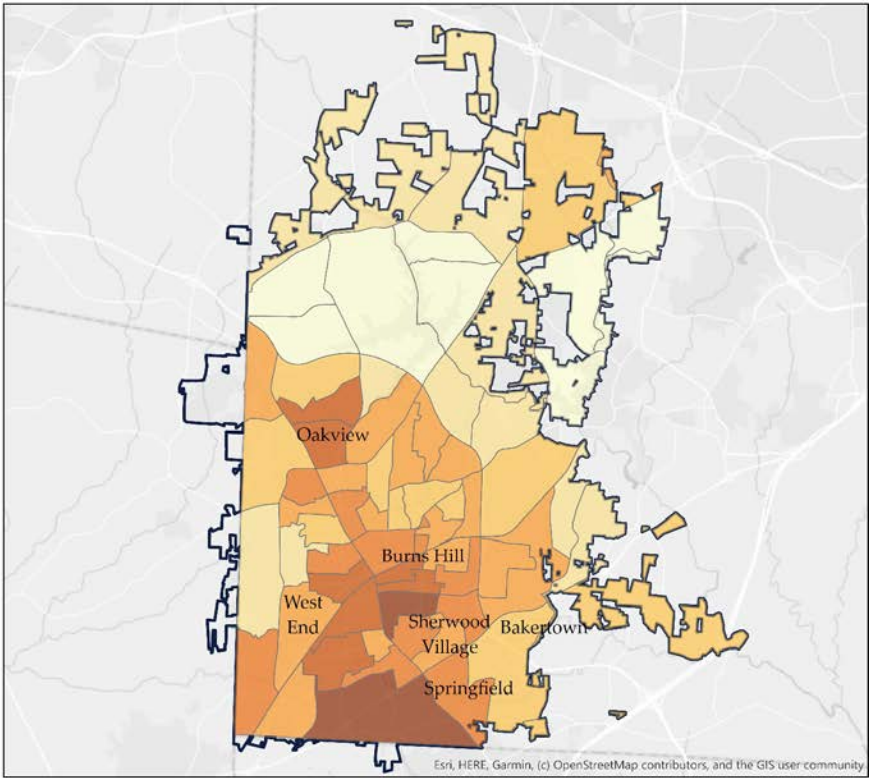 Oakview
Burns Hill
West
End
Sherwood
Village
Bakertown
Springfield
Esri, HERE, Garmin, (c) OpenStreetMap contributors, and the GIS user community